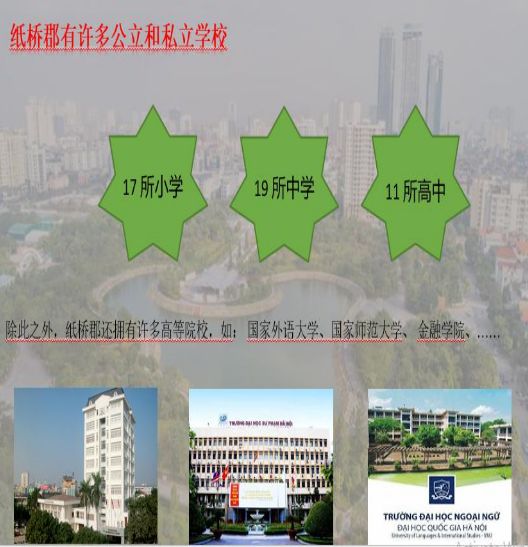 纸桥郡有许多公立和私立学校
17 所小学
19 所中学
11 所高中
除此之外，纸桥郡还拥有许多高等院校，如： 国家外语大学、国家师范大学、 金融学院、......
TRƯỜNG ĐẠI HỌC SƯ PHẠM HÀ NỘI
TRƯỜNG ĐẠI HỌC NGOẠI NGỮ
ĐẠI HỌC QUỐC GIA HÀ NỘI
University of Languages & International Studies - VNU